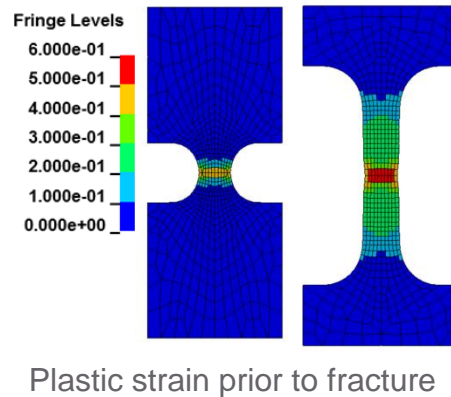 Fringe Levels
6.000e-01
5.000e-01
4.000e-01
3.000e-01
2.000e-01
1.000e-01
0.000e+00
Plastic strain prior to fracture